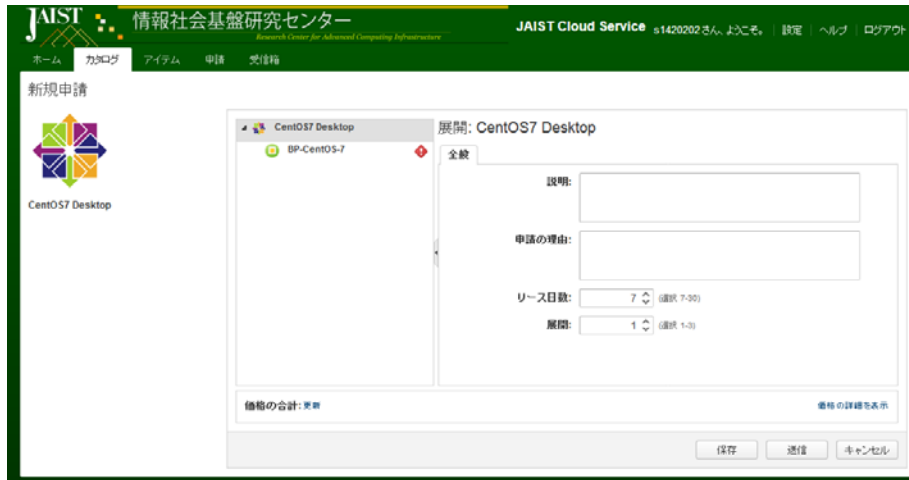 JAIST 情報社会基盤研究センター
Research Center for Advanced Computing Infrastructure
JAIST Cloud Service s1420202さん、ようこそ。 | 設定 | ヘルプ | ログアウト
ホーム カタログ アイテム 申請 受信箱
新規申請
CentOS7 Desktop
CentOS7 Desktop
BP-CentOS-7
展開: CentOS7 Desktop
全般
説明:
申請の理由:
リース日数: 7 (選択 7-30)
展開: 1 (選択 1-3)
価格の合計: 更新
価格の詳細を表示
保存 送信 キャンセル